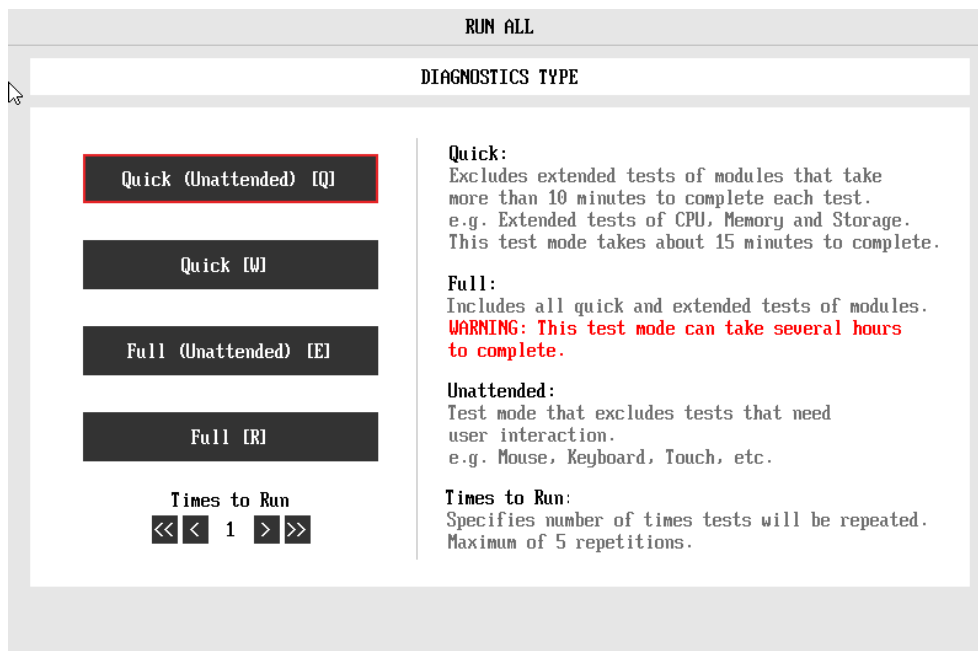 RUN ALL
DIAGNOSTICS TYPE
Quick (Unattended) [Q]
Quick [W]
Full (Unattended) [E]
Full [R]
Times to Run
<< < 1 > >>
Quick:
Excludes extended tests of modules that take
more than 10 minutes to complete each test.
e.g. Extended tests of CPU, Memory and Storage.
This test mode takes about 15 minutes to complete.
Full:
Includes all quick and extended tests of modules.
WARNING: This test mode can take several hours
to complete.
Unattended:
Test mode that excludes tests that need
user interaction.
e.g. Mouse, Keyboard, Touch, etc.
Times to Run:
Specifies number of times tests will be repeated.
Maximum of 5 repetitions.